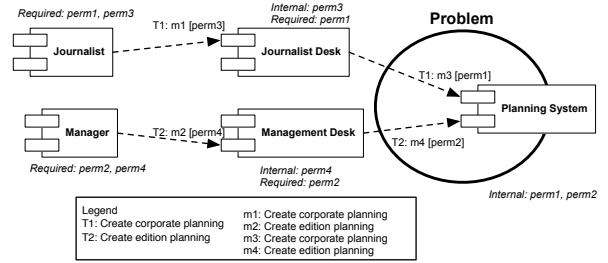 Required: perm1, perm3
Internal: perm3
Required: perm1
Problem
T1: m1 [perm3]
Journalist
Journalist Desk
T1: m3 [perm1]
Planning System
Manager
T2: m2 [perm4]
Management Desk
T2: m4 [perm2]
Required: perm2, perm4
Internal: perm4
Required: perm2
Internal: perm1, perm2
Legend
T1: Create corporate planning
T2: Create edition planning
m1: Create corporate planning
m2: Create edition planning
m3: Create corporate planning
m4: Create edition planning